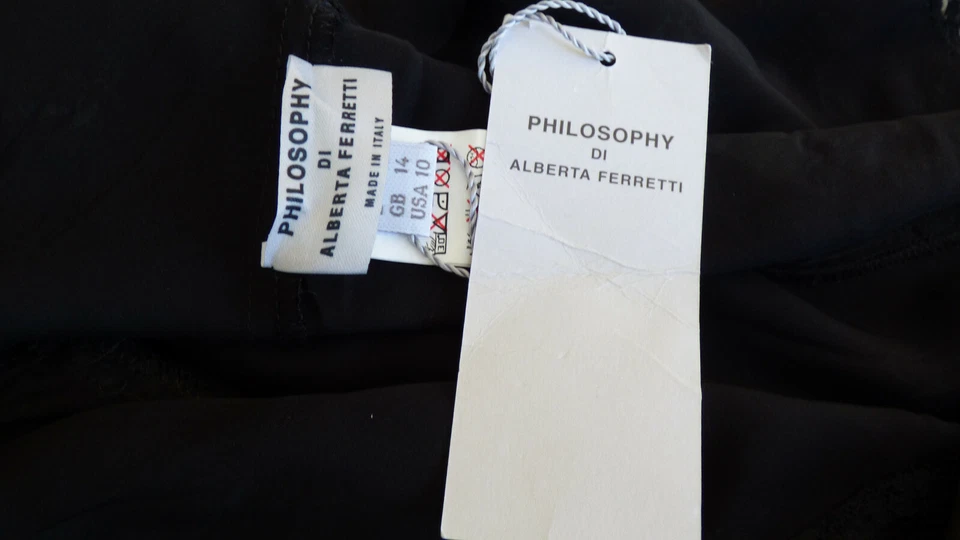 PHILOSOPHY
DI
ALBERTA FERRETTI
MADE IN ITALY
GB 14
USA 10
PHILOSOPHY
DI
ALBERTA FERRETTI